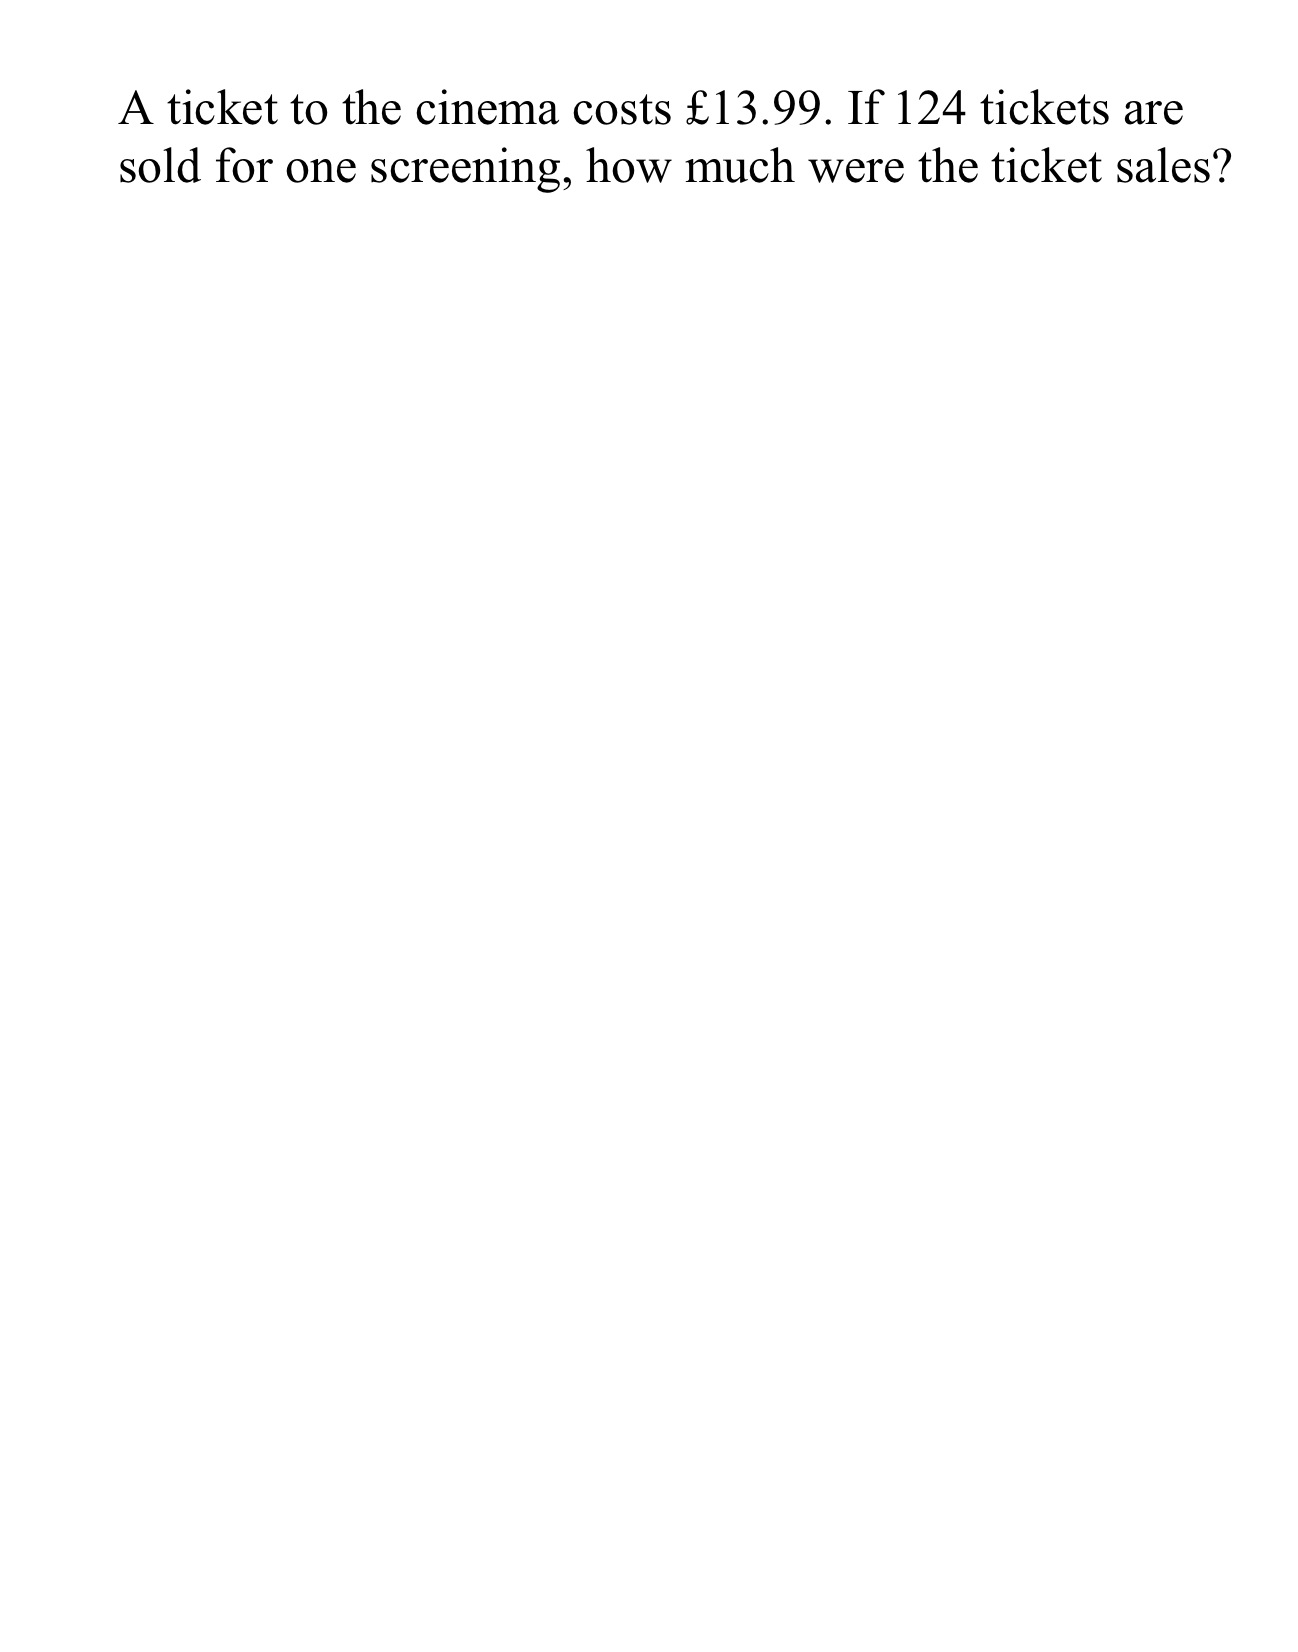 A ticket to the cinema costs £13.99. If 124 tickets are
sold for one screening, how much were the ticket sales?